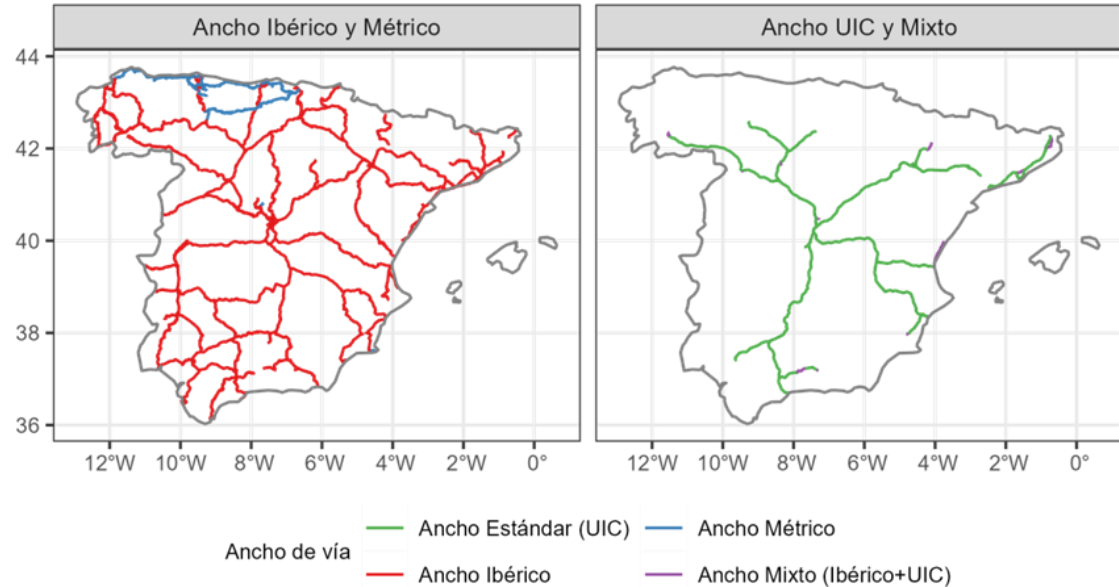 Ancho Ibérico y Métrico
Ancho UIC y Mixto
44
42
40
38
36
12°W 10°W 8°W 6°W 4°W 2°W 0°
12°W 10°W 8°W 6°W 4°W 2°W 0°
Ancho de vía
Ancho Estándar (UIC)
Ancho Métrico
Ancho Ibérico
Ancho Mixto (Ibérico+UIC)